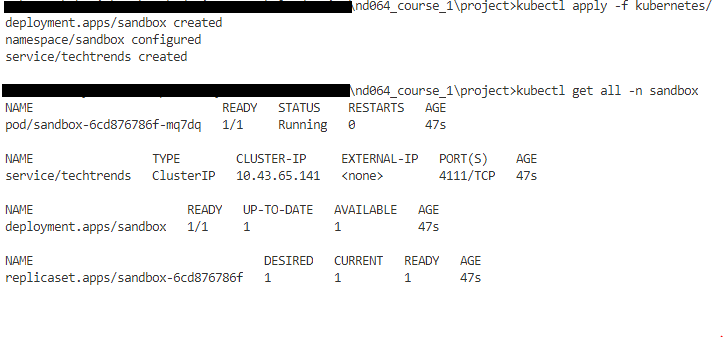 \nd064_course_1\project>kubectl apply -f kubernetes/
deployment.apps/sandbox created
namespace/sandbox configured
service/techtrends created
\nd064_course_1\project>kubectl get all -n sandbox
NAME READY STATUS RESTARTS AGE
pod/sandbox-6cd876786f-mq7dq 1/1 Running 0 47s
NAME TYPE CLUSTER-IP EXTERNAL-IP PORT(S) AGE
service/techtrends ClusterIP 10.43.65.141 <none> 4111/TCP 47s
NAME READY UP-TO-DATE AVAILABLE AGE
deployment.apps/sandbox 1/1 1 1 47s
NAME DESIRED CURRENT READY AGE
replicaset.apps/sandbox-6cd876786f 1 1 1 47s